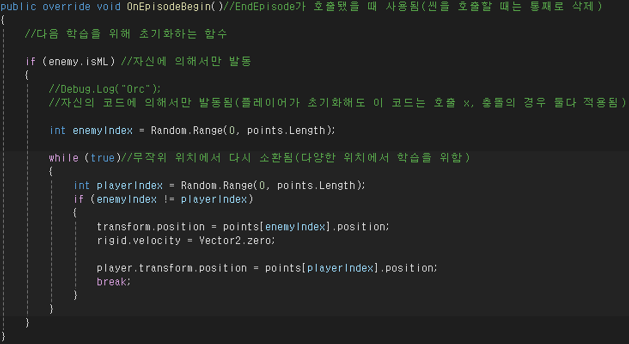 public override void OnEpisodeBegin()//EndEpisode가 호출됐을 때 사용됨(씬을 호출할 때는 통째로 삭제)
{
//다음 학습을 위해 초기화하는 함수
if (enemy.isML) //자신에 의해서만 발동
{
//Debug.Log("Orc");
//자신의 코드에 의해서만 발동됨(플레이어가 초기화해도 이 코드는 호출 x, 충돌의 경우 둘다 적용됨)
int enemyIndex = Random.Range(0, points.Length);
while (true)//무작위 위치에서 다시 소환됨(다양한 위치에서 학습을 위함)
{
int playerIndex = Random.Range(0, points.Length);
if (enemyIndex != playerIndex)
{
transform.position = points[enemyIndex].position;
rigid.velocity = Vector2.zero;
player.transform.position = points[playerIndex].position;
break;
}
}
}
}